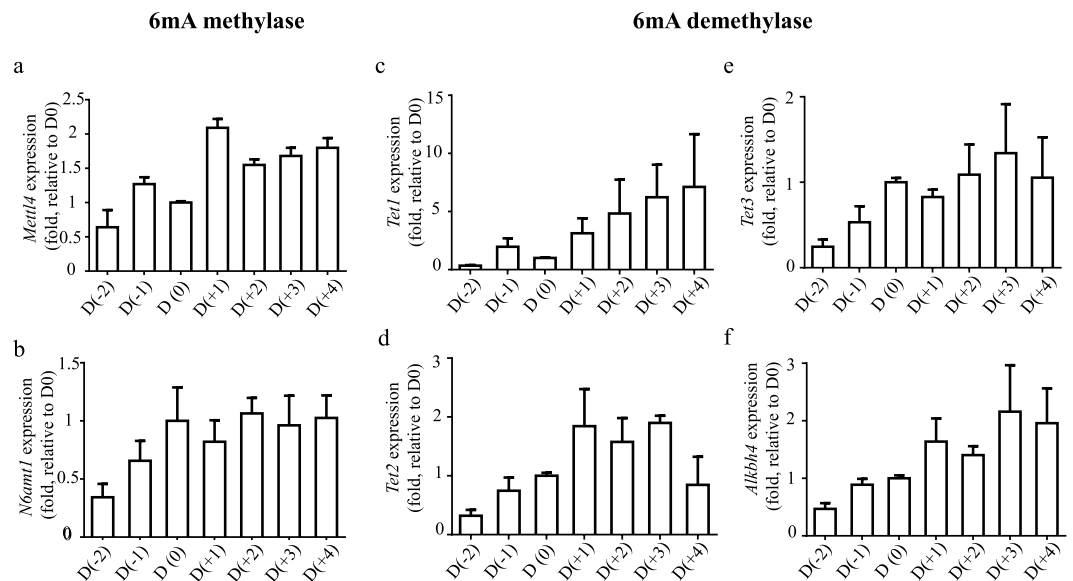 6mA methylase
6mA demethylase
a
Mettl4 expression
(fold, relative to D0)
2.5
2
1.5
1
0.5
0
D(-2)
D(-1)
D (0)
D(+1)
D(+2)
D(+3)
D(+4)
c
Tet1 expression
(fold, relative to D0)
15
10
5
0
D(-2)
D(-1)
D (0)
D(+1)
D(+2)
D(+3)
D(+4)
e
Tet3 expression
(fold, relative to D0)
2
1
0
D(-2)
D(-1)
D(0)
D(+1)
D(+2)
D(+3)
D(+4)
b
N6amt1 expression
(fold, relative to D0)
1.5
1
0.5
0
D(-2)
D(-1)
D(0)
D(+1)
D(+2)
D(+3)
D(+4)
d
Tet2 expression
(fold, relative to D0)
3
2
1
0
D(-2)
D(-1)
D(0)
D(+1)
D(+2)
D(+3)
D(+4)
f
Alkbh4 expression
(fold, relative to D0)
3
2
1
0
D(-2)
D(-1)
D(0)
D(+1)
D(+2)
D(+3)
D(+4)